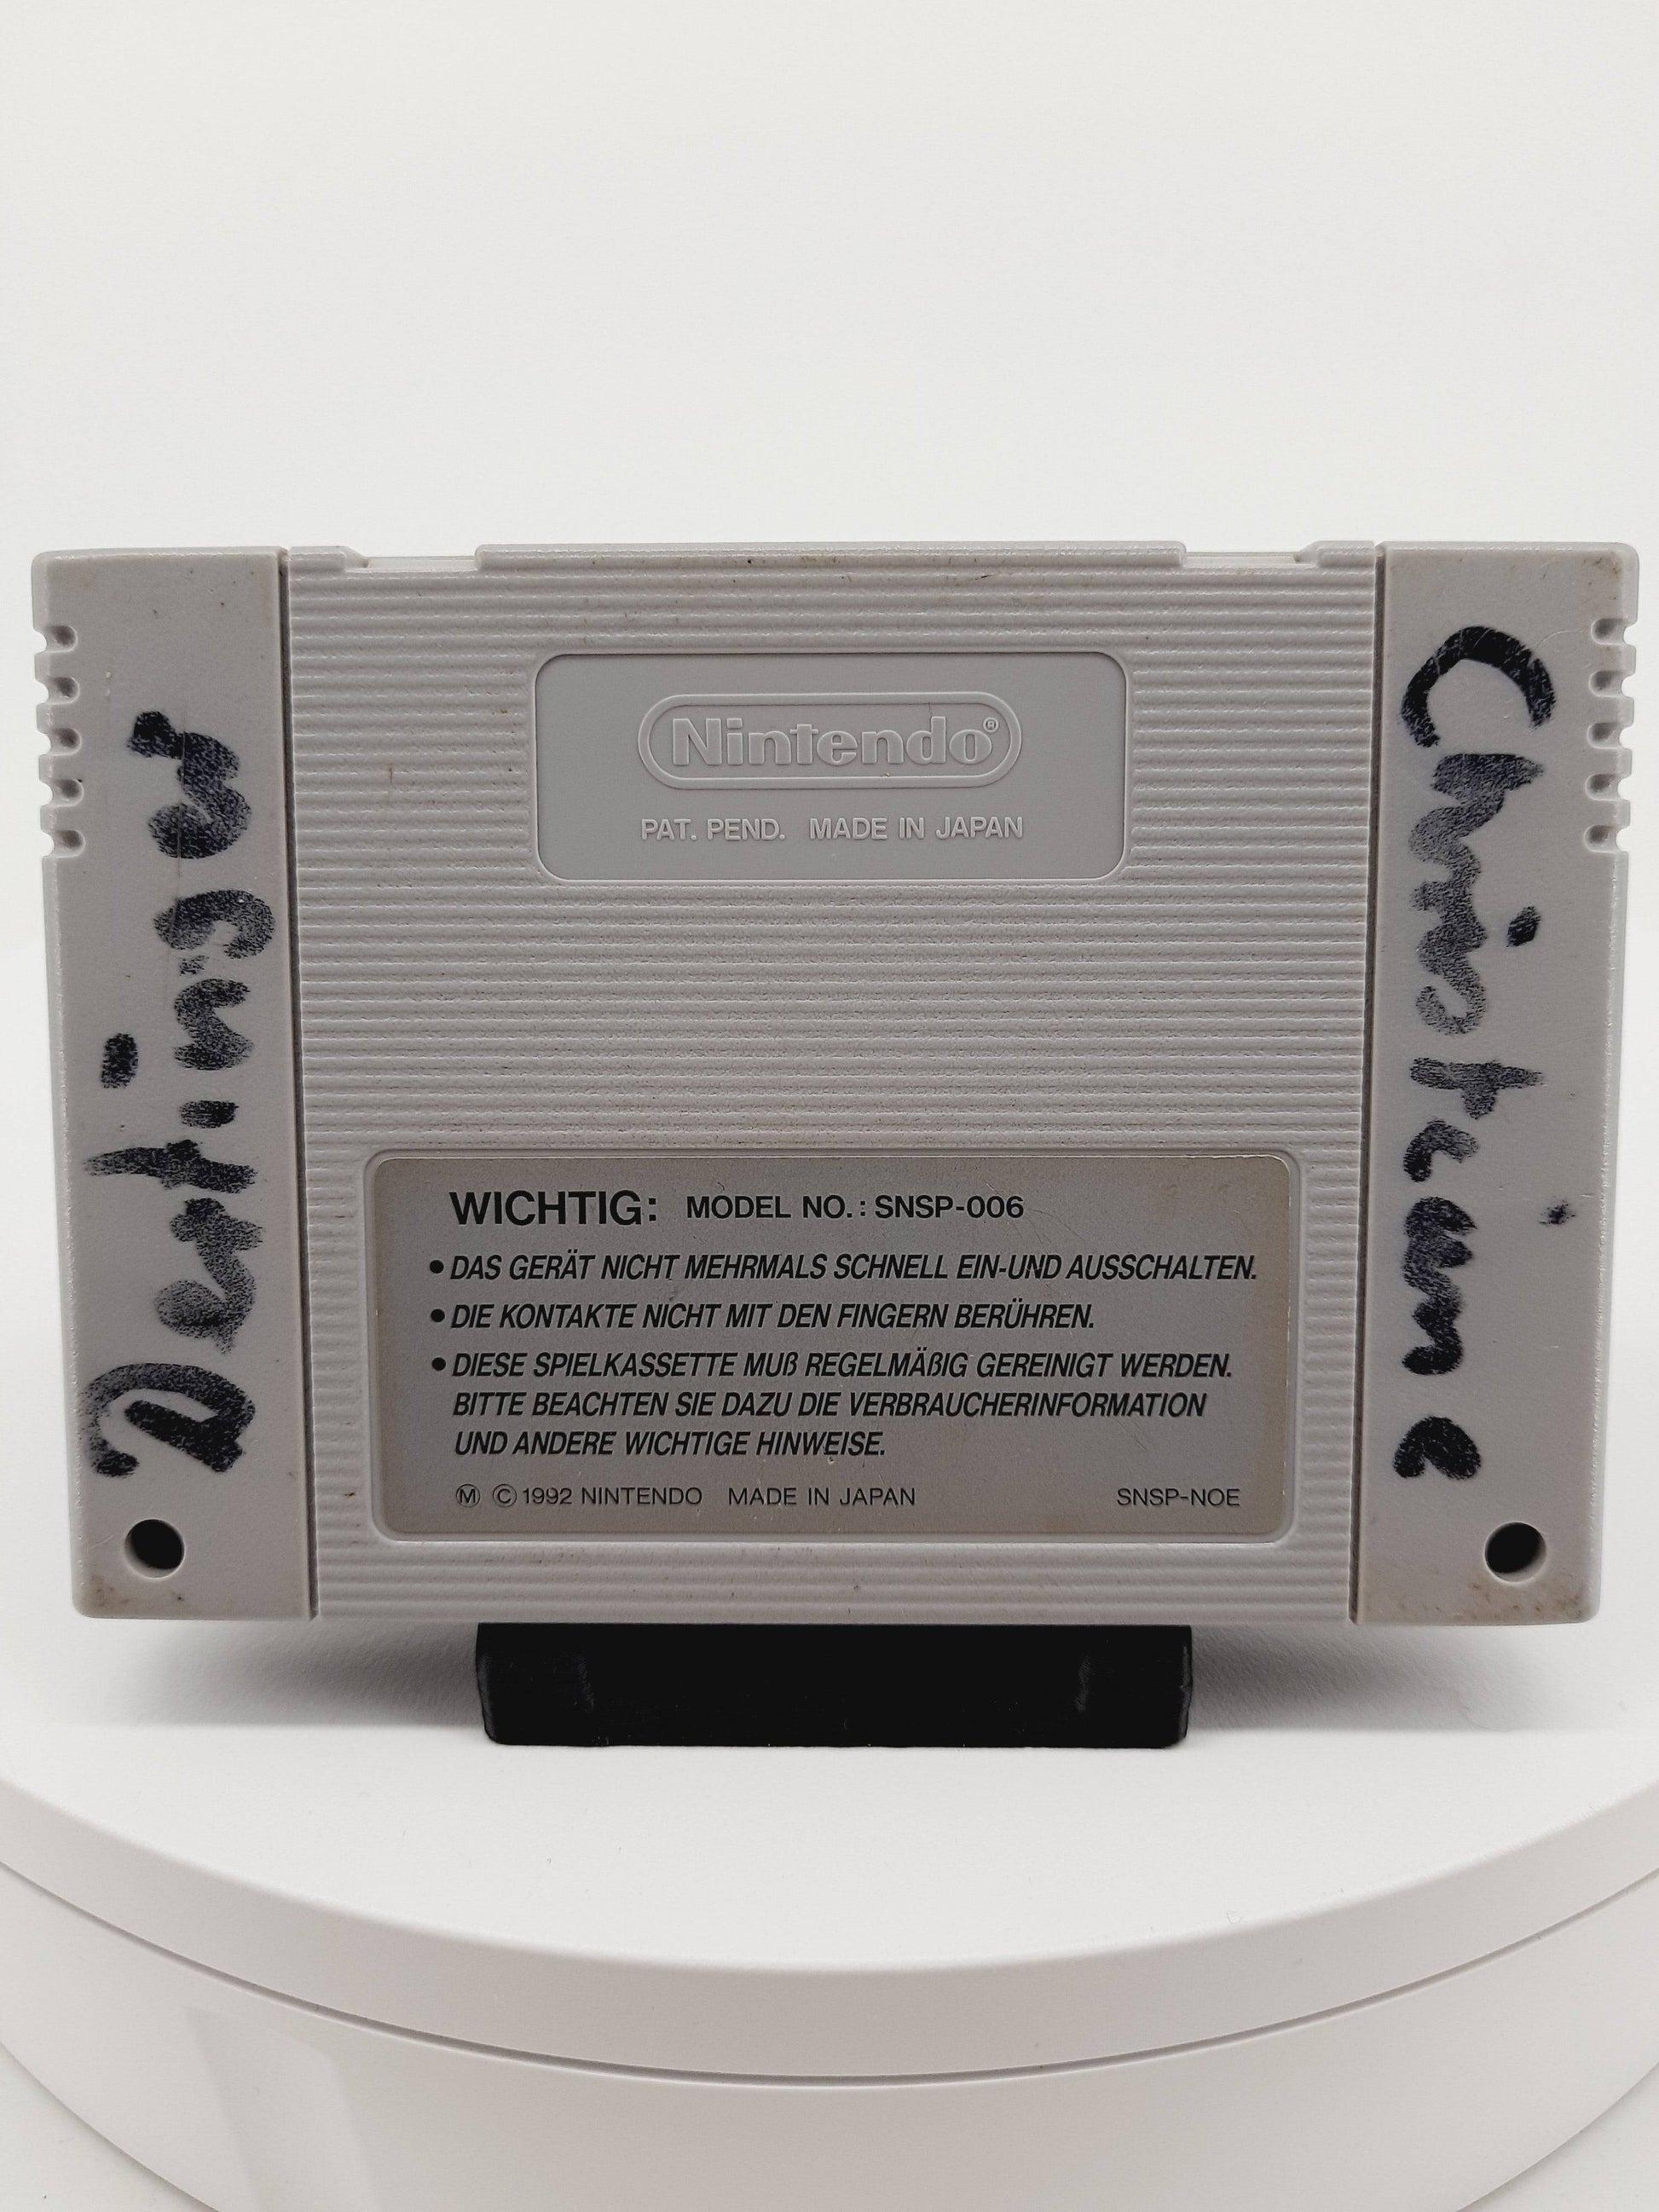 Nintendo®
PAT. PEND. MADE IN JAPAN
Christine
WICHTIG: MODEL NO.: SNSP-006
• DAS GERÄT NICHT MEHRMALS SCHNELL EIN-UND AUSSCHALTEN.
• DIE KONTAKTE NICHT MIT DEN FINGERN BERÜHREN.
• DIESE SPIELKASSETTE MUß REGELMÄßIG GEREINIGT WERDEN.
BITTE BEACHTEN SIE DAZU DIE VERBRAUCHERINFORMATION
UND ANDERE WICHTIGE HINWEISE.
Ⓜ © 1992 NINTENDO MADE IN JAPAN SNSP-NOE